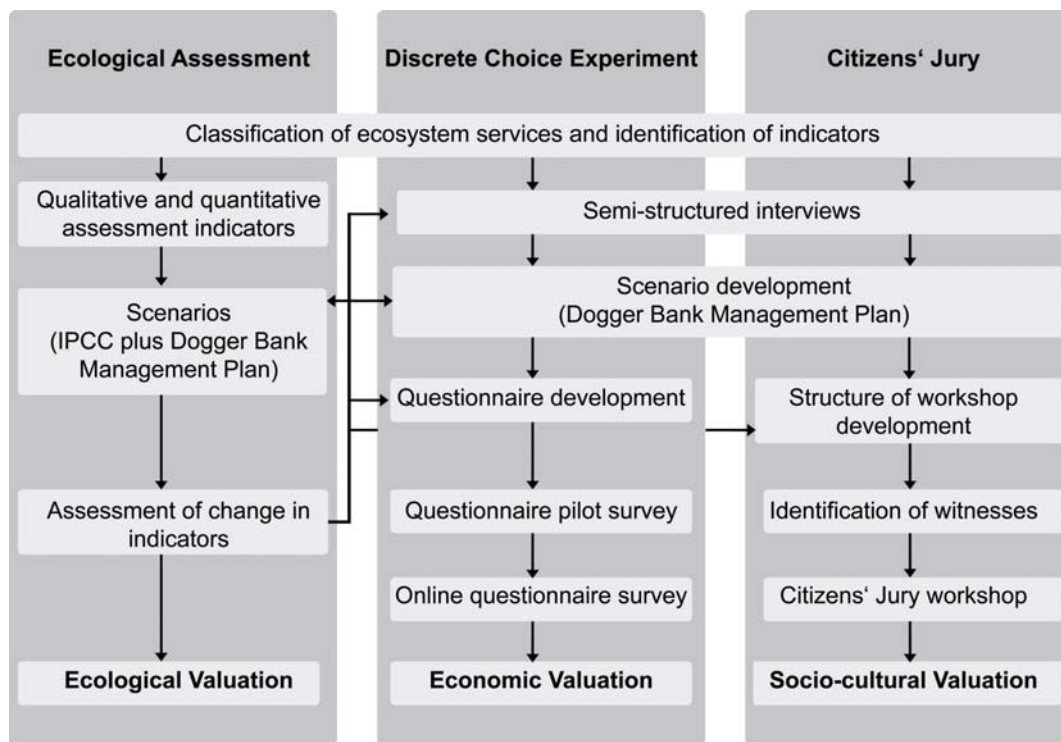 Ecological Assessment
Discrete Choice Experiment
Citizens‘ Jury
Classification of ecosystem services and identification of indicators
Qualitative and quantitative
assessment indicators
Semi-structured interviews
Scenarios
(IPCC plus Dogger Bank
Management Plan)
Scenario development
(Dogger Bank Management Plan)
Questionnaire development
Structure of workshop
development
Assessment of change in
indicators
Questionnaire pilot survey
Identification of witnesses
Online questionnaire survey
Citizens‘ Jury workshop
Ecological Valuation
Economic Valuation
Socio-cultural Valuation